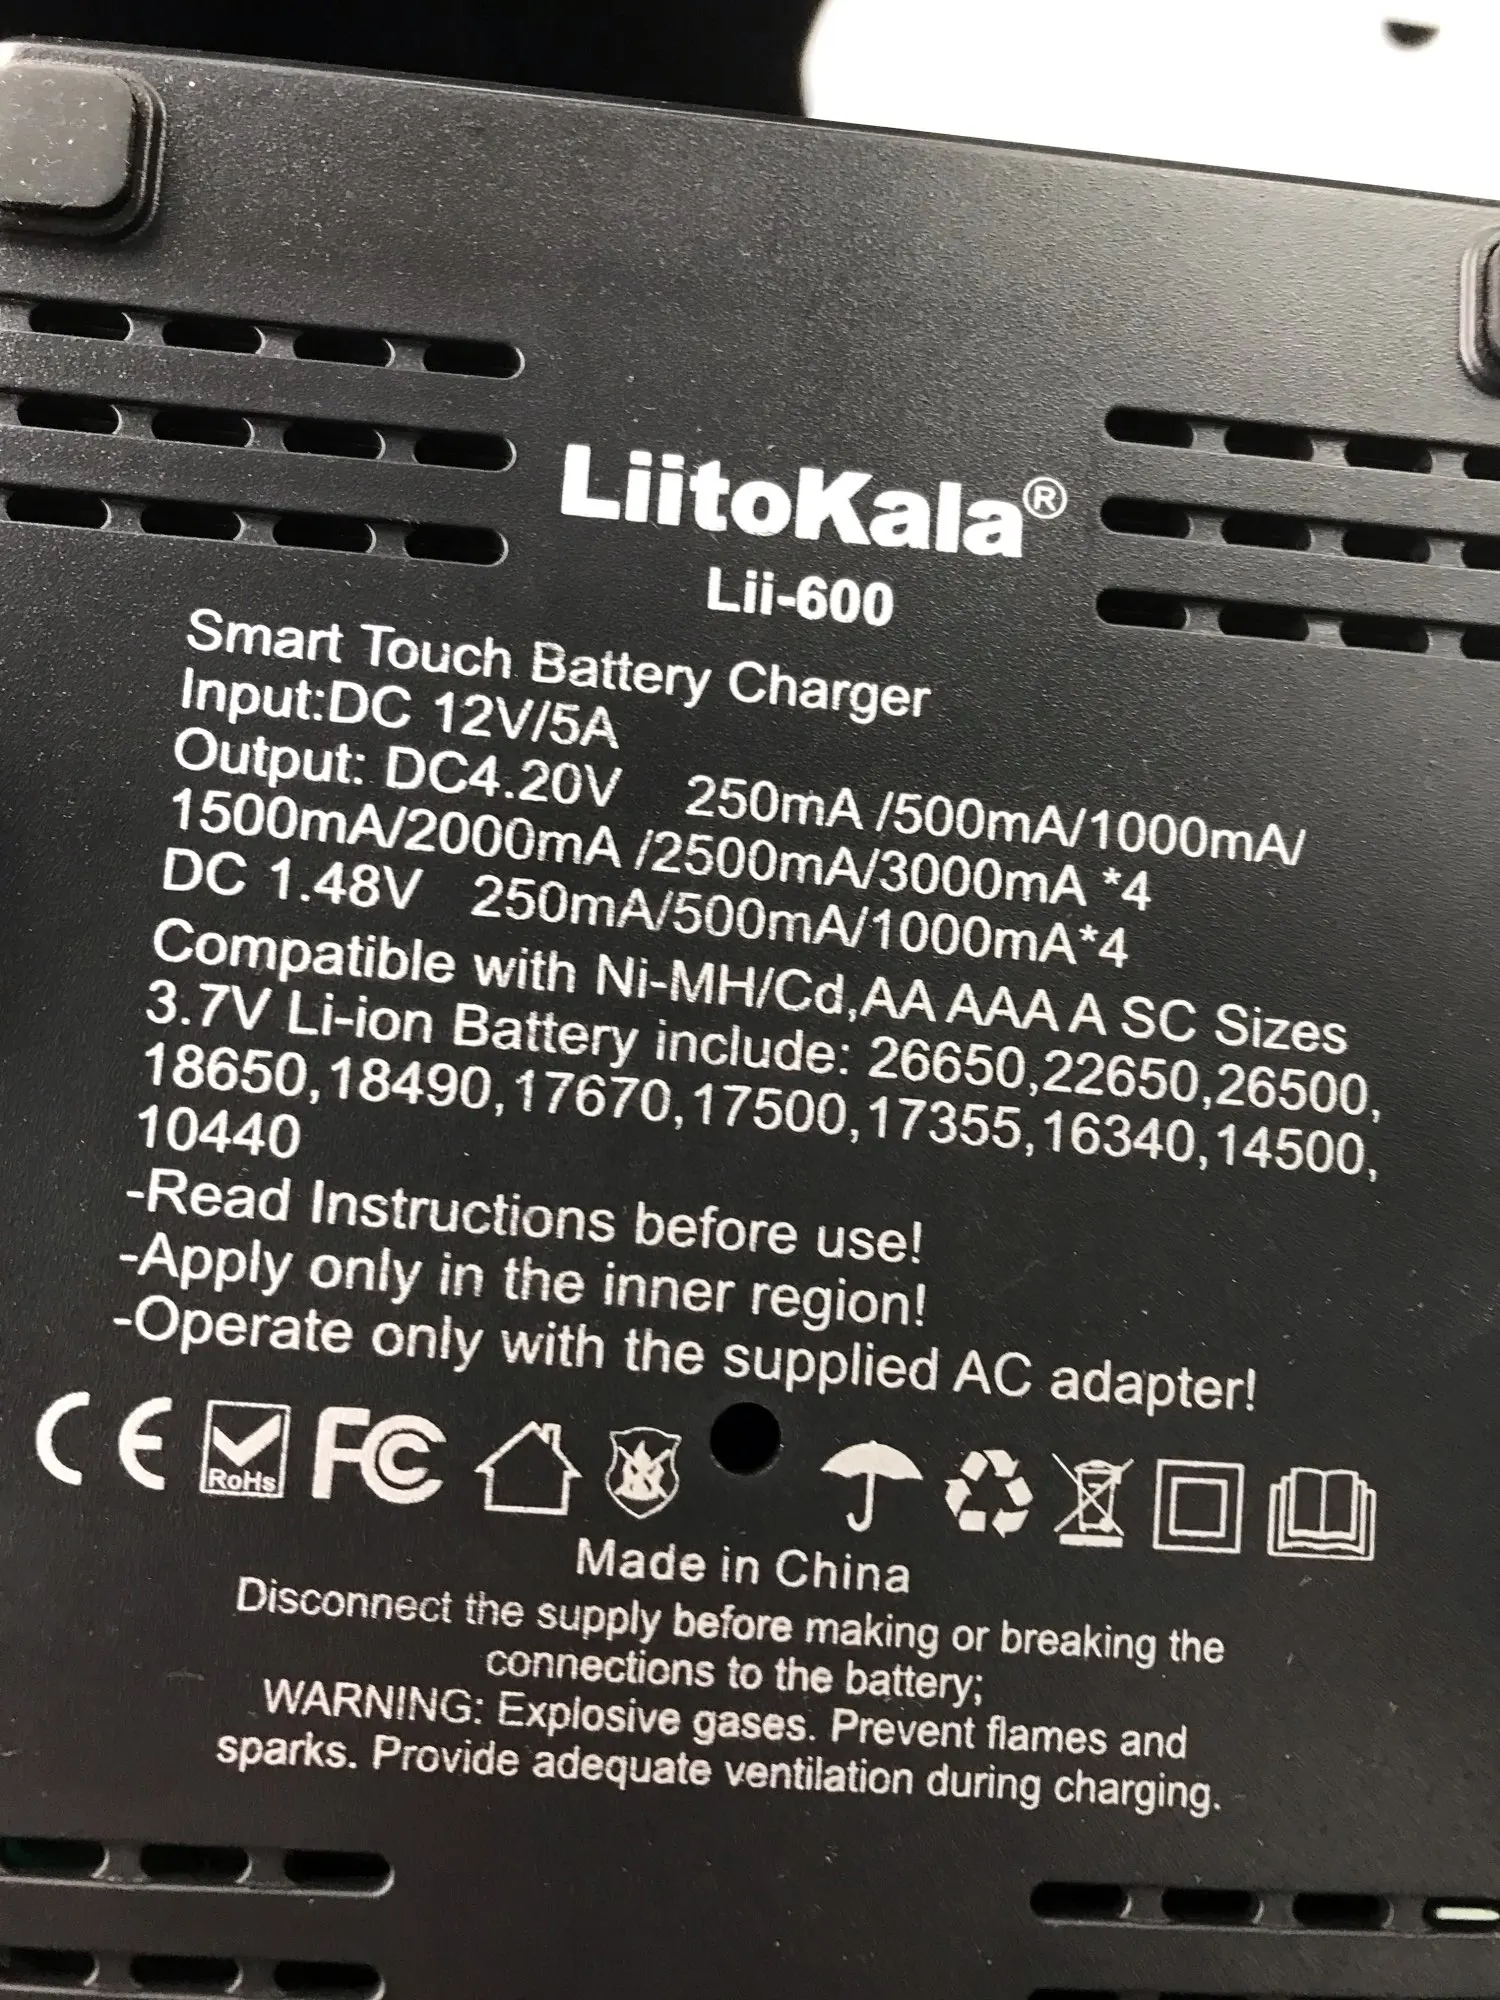 LiitoKala®
Lii-600
Smart Touch Battery Charger
Input:DC 12V/5A
Output: DC4.20V 250mA /500mA/1000mA/
1500mA/2000mA /2500mA/3000mA *4
DC 1.48V 250mA/500mA/1000mA*4
Compatible with Ni-MH/Cd,AA AAA A SC Sizes
3.7V Li-ion Battery include: 26650,22650,26500,
18650,18490,17670,17500,17355,16340,14500,
10440
-Read Instructions before use!
-Apply only in the inner region!
-Operate only with the supplied AC adapter!
CE RoHs FC
Made in China
Disconnect the supply before making or breaking the
connections to the battery;
WARNING: Explosive gases. Prevent flames and
sparks. Provide adequate ventilation during charging.